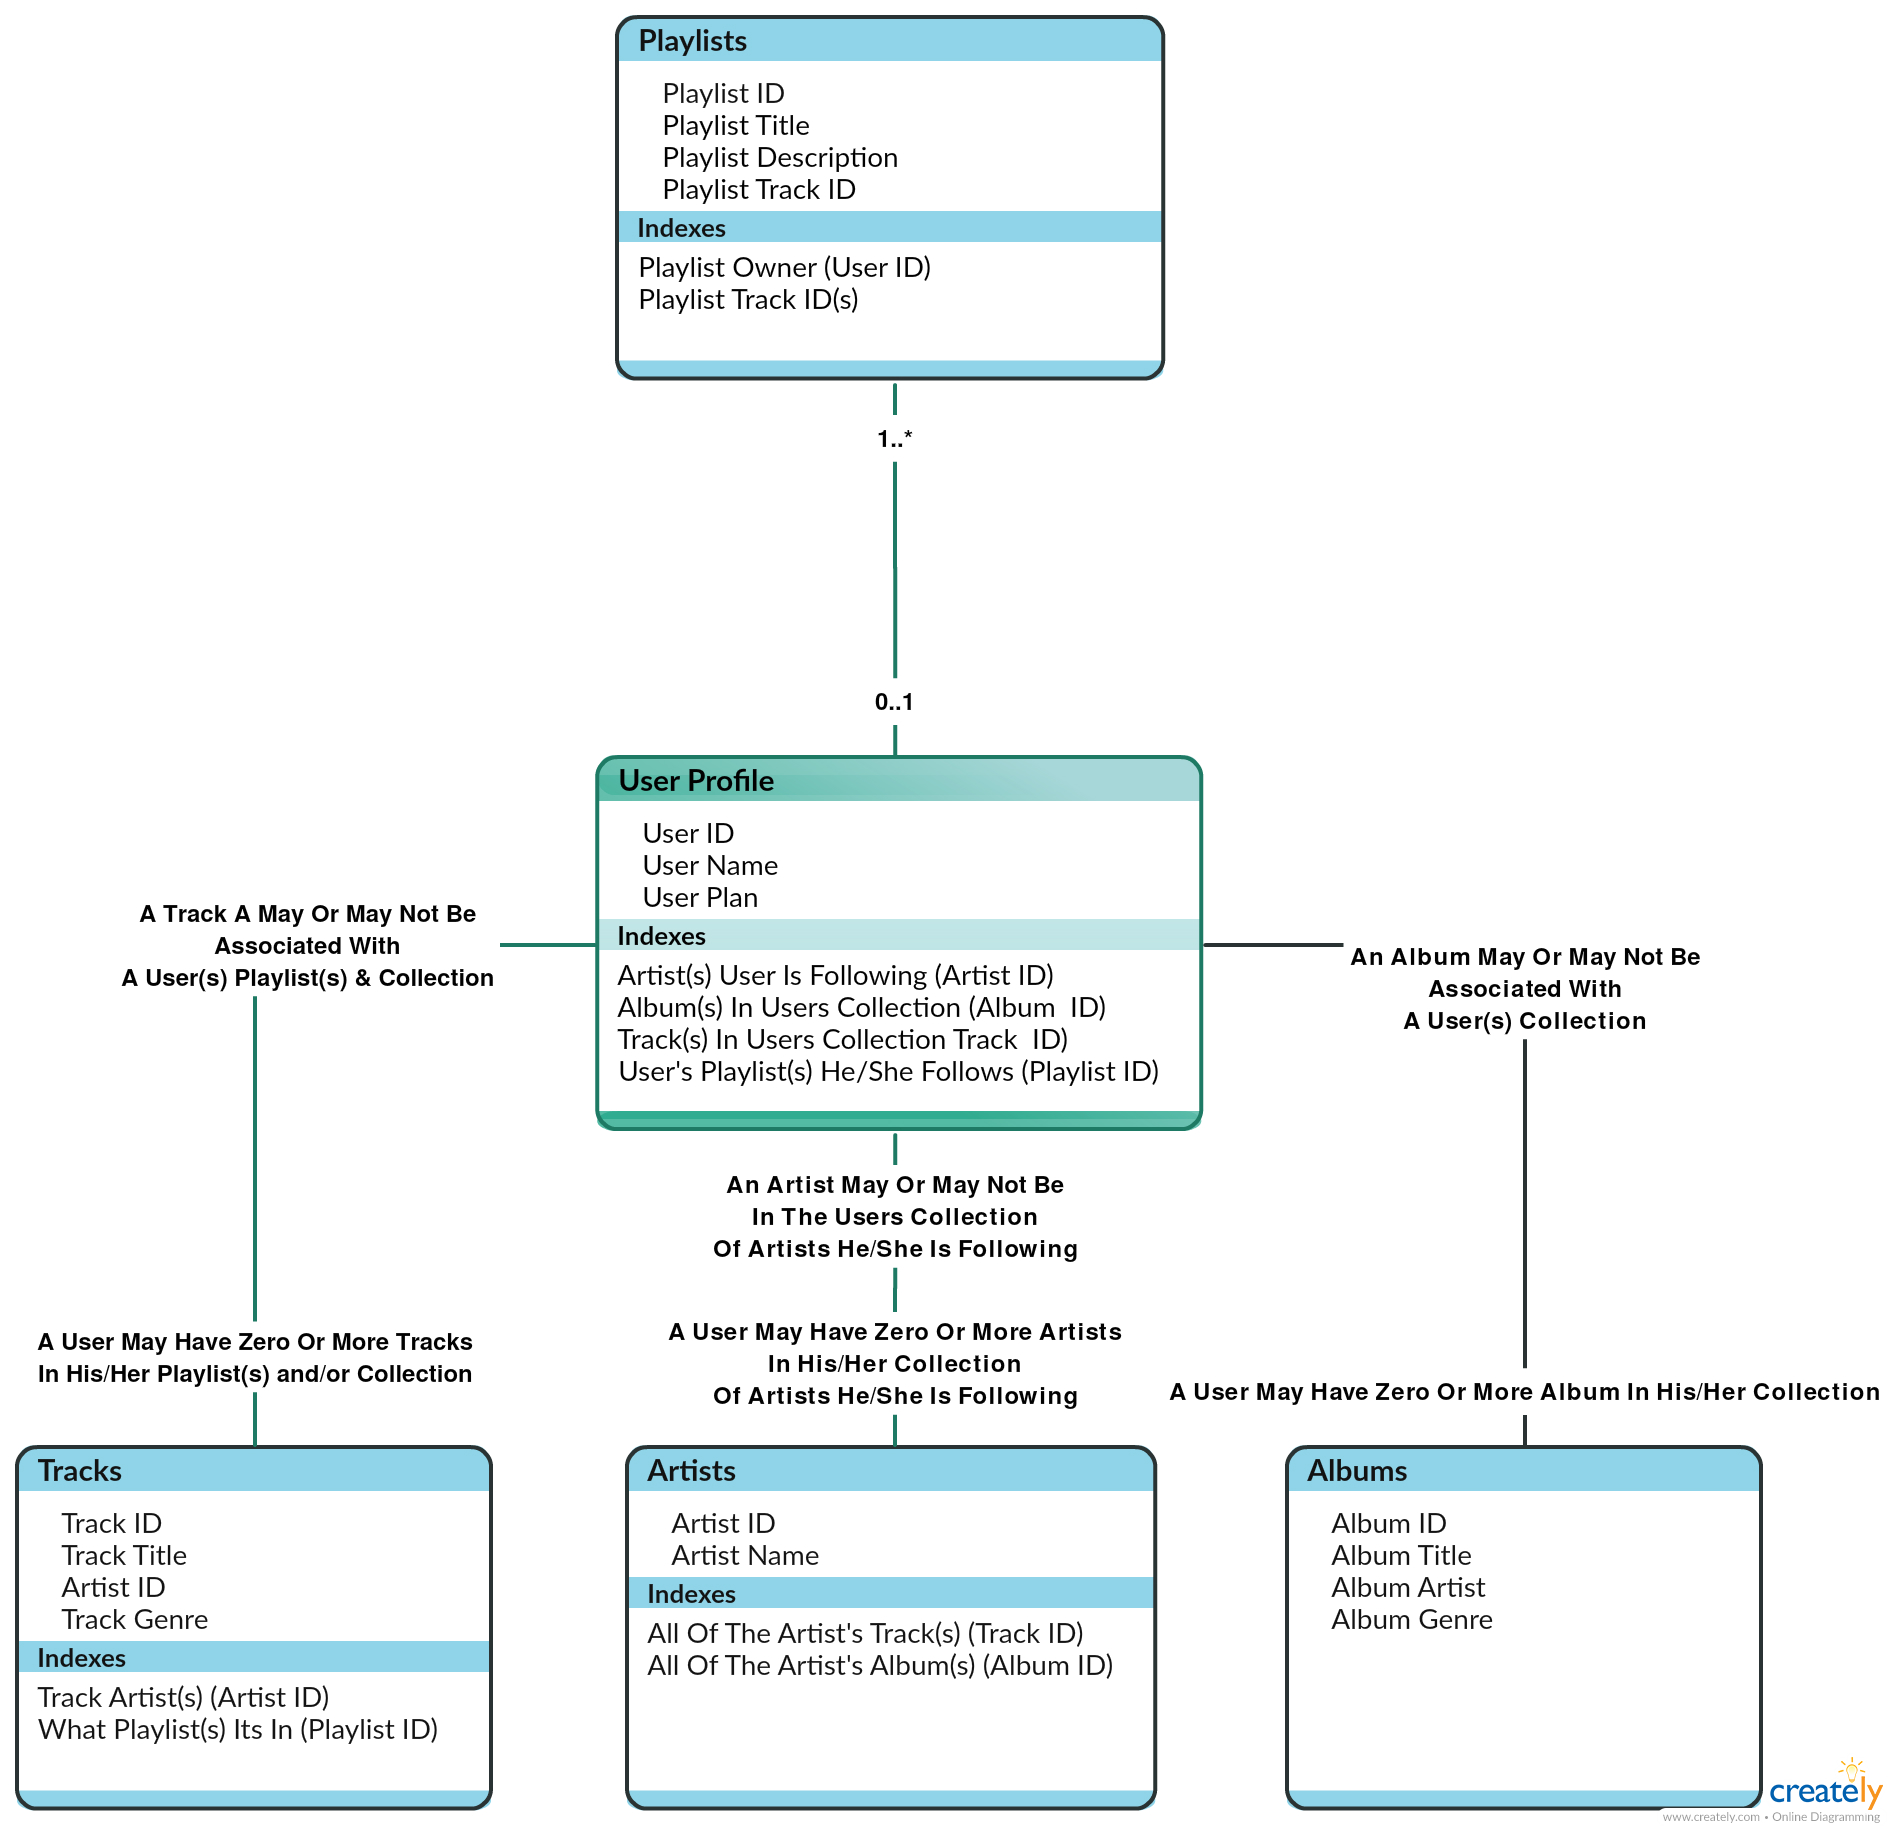 Playlists
Playlist ID
Playlist Title
Playlist Description
Playlist Track ID
Indexes
Playlist Owner (User ID)
Playlist Track ID(s)
1..*
0..1
User Profile
User ID
User Name
User Plan
Indexes
Artist(s) User Is Following (Artist ID)
Album(s) In Users Collection (Album  ID)
Track(s) In Users Collection Track  ID)
User's Playlist(s) He/She Follows (Playlist ID)
A Track A May Or May Not Be
Associated With
A User(s) Playlist(s) & Collection
An Album May Or May Not Be
Associated With
A User(s) Collection
An Artist May Or May Not Be
In The Users Collection
Of Artists He/She Is Following
A User May Have Zero Or More Tracks
In His/Her Playlist(s) and/or Collection
A User May Have Zero Or More Artists
In His/Her Collection
Of Artists He/She Is Following
A User May Have Zero Or More Album In His/Her Collection
Tracks
Track ID
Track Title
Artist ID
Track Genre
Indexes
Track Artist(s) (Artist ID)
What Playlist(s) Its In (Playlist ID)
Artists
Artist ID
Artist Name
Indexes
All Of The Artist's Track(s) (Track ID)
All Of The Artist's Album(s) (Album ID)
Albums
Album ID
Album Title
Album Artist
Album Genre
creately
www.creately.com • Online Diagramming